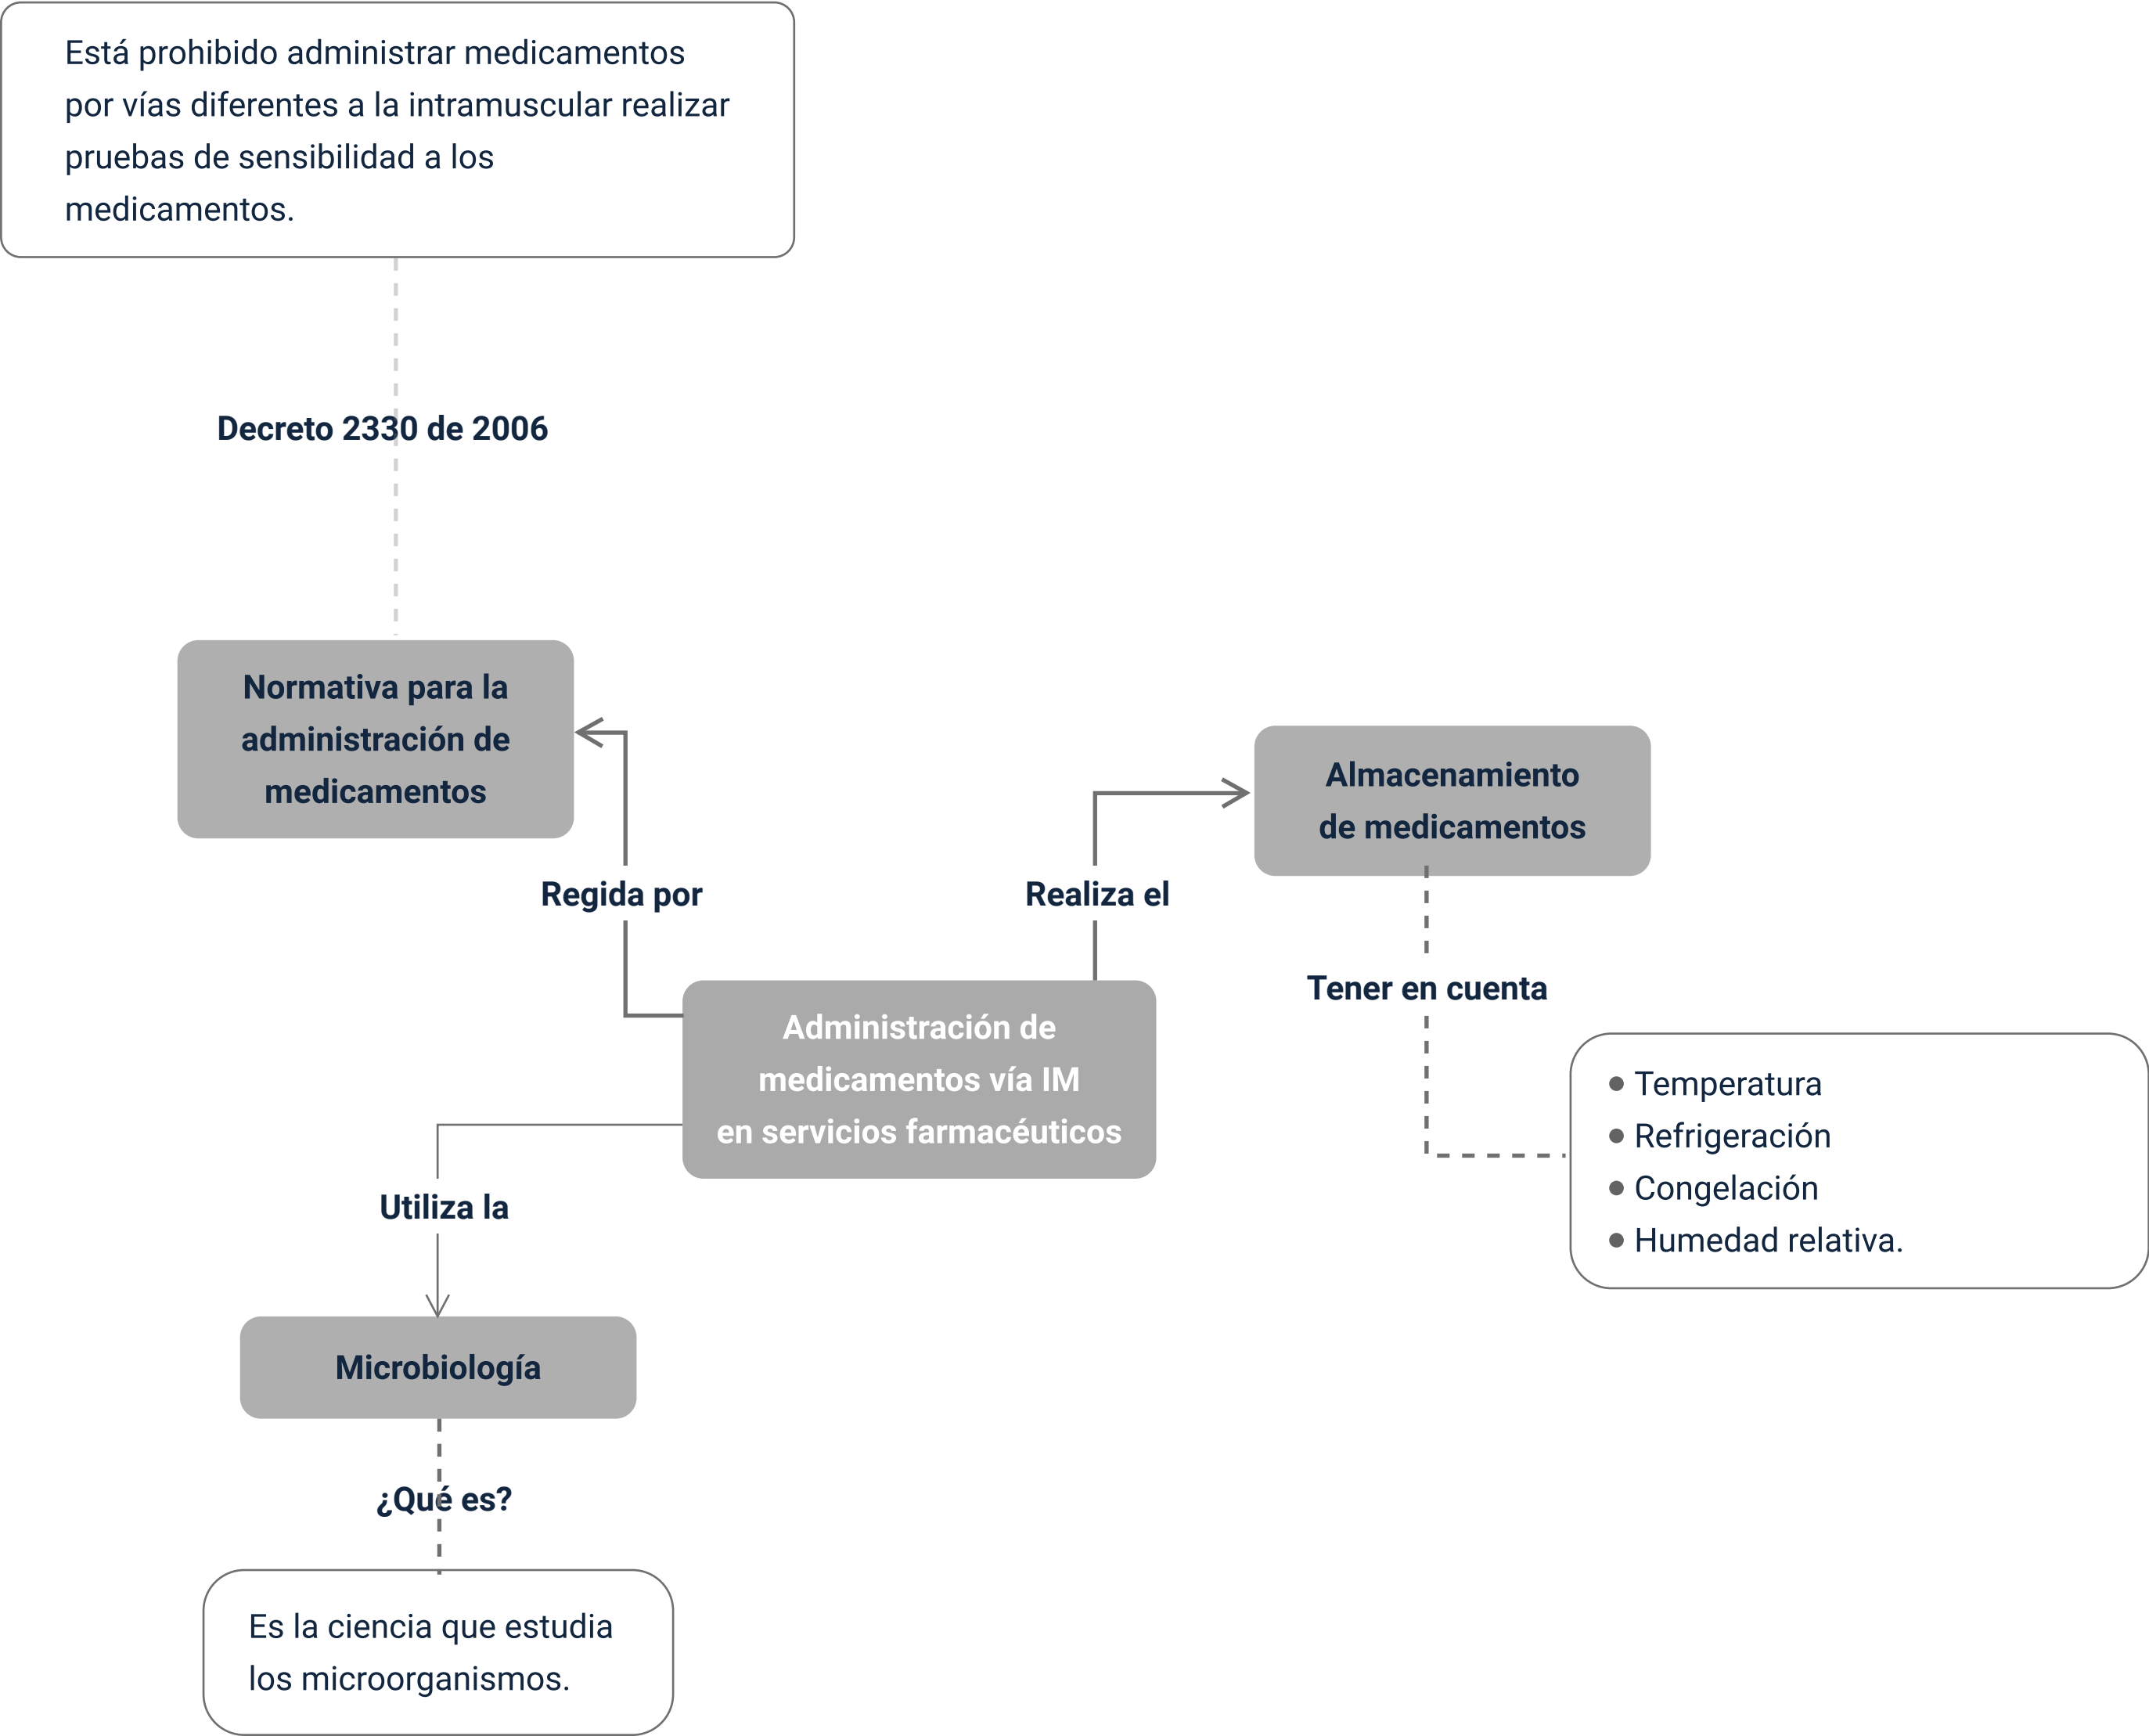 Está prohibido administrar medicamentos
por vías diferentes a la intramuscular realizar
pruebas de sensibilidad a los
medicamentos.
Decreto 2330 de 2006
Normativa para la
administración de
medicamentos
Almacenamiento
de medicamentos
Regida por
Realiza el
Tener en cuenta
Administración de
medicamentos vía IM
en servicios farmacéuticos
Temperatura
Refrigeración
Congelación
Humedad relativa.
Utiliza la
Microbiología
¿Qué es?
Es la ciencia que estudia
los microorganismos.